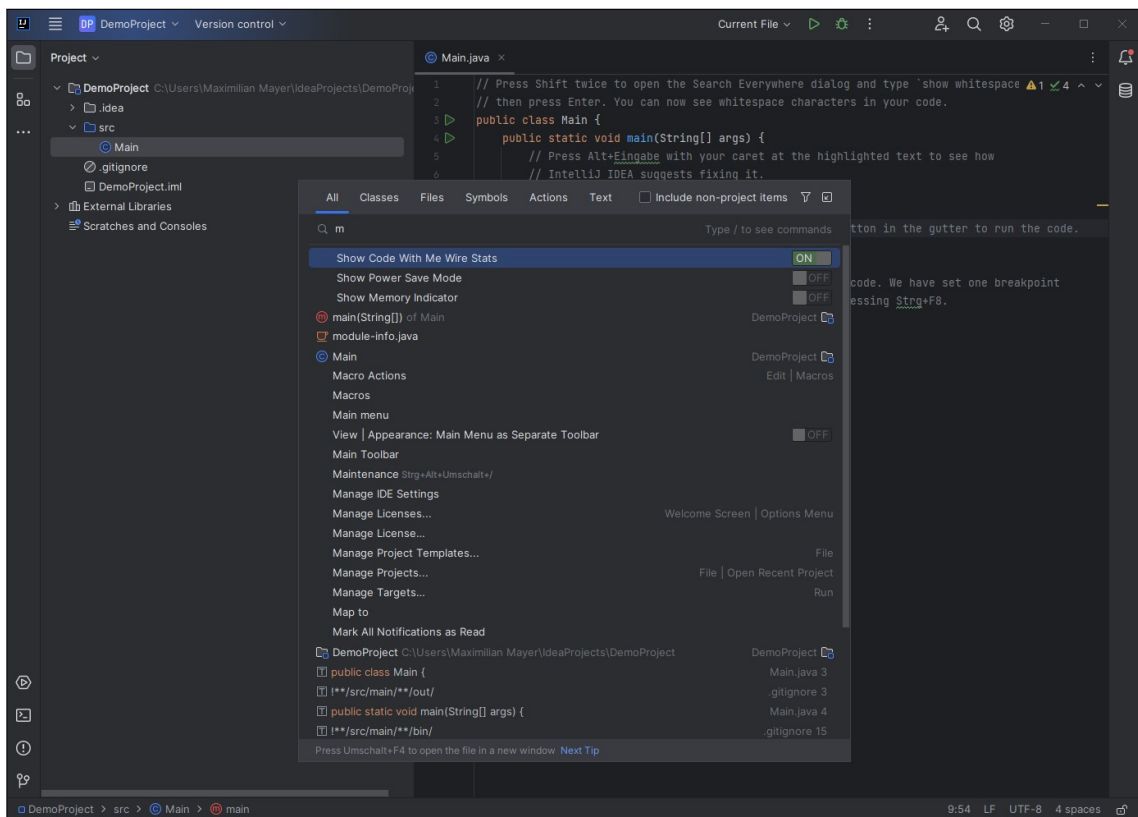 DP DemoProject Version control Current File
Project
Main.java
DemoProject C:\Users\Maximilian Mayer\IdeaProjects\DemoProje
.idea
src
Main
.gitignore
DemoProject.iml
External Libraries
Scratches and Consoles
1 // Press Shift twice to open the Search Everywhere dialog and type `show whitespace 1 4
2 // then press Enter. You can now see whitespace characters in your code.
3 public class Main {
4 public static void main(String[] args) {
5 // Press Alt+Eingabe with your caret at the highlighted text to see how
6 // IntelliJ IDEA suggests fixing it.
tton in the gutter to run the code.
code. We have set one breakpoint
essing Strg+F8.
All Classes Files Symbols Actions Text Include non-project items
m Type / to see commands
Show Code With Me Wire Stats ON
Show Power Save Mode OFF
Show Memory Indicator OFF
m main(String[]) of Main DemoProject
module-info.java
C Main DemoProject
Macro Actions Edit | Macros
Macros
Main menu
View | Appearance: Main Menu as Separate Toolbar OFF
Main Toolbar
Maintenance Strg+Alt+Umschalt+/
Manage IDE Settings
Manage Licenses... Welcome Screen | Options Menu
Manage License...
Manage Project Templates... File
Manage Projects... File | Open Recent Project
Manage Targets... Run
Map to
Mark All Notifications as Read
DemoProject C:\Users\Maximilian Mayer\IdeaProjects\DemoProject DemoProject
public class Main { Main.java 3
!**/src/main/**/out/ .gitignore 3
public static void main(String[] args) { Main.java 4
!**/src/main/**/bin/ .gitignore 15
Press Umschalt+F4 to open the file in a new window Next Tip
DemoProject > src > Main > main 9:54 LF UTF-8 4 spaces